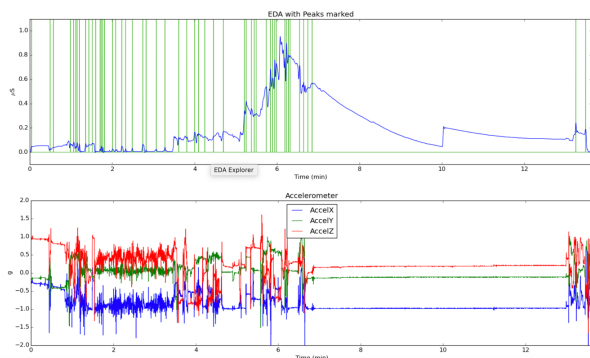 EDA with Peaks marked
1.0
0.8
0.6
0.4
0.2
0.0
μS
0 2 4 6 8 10 12
Time (min)
EDA Explorer
Accelerometer
2.0
1.5
1.0
0.5
0.0
−0.5
−1.0
−1.5
−2.0
g
AccelX
AccelY
AccelZ
0 2 4 6 8 10 12
Time (min)